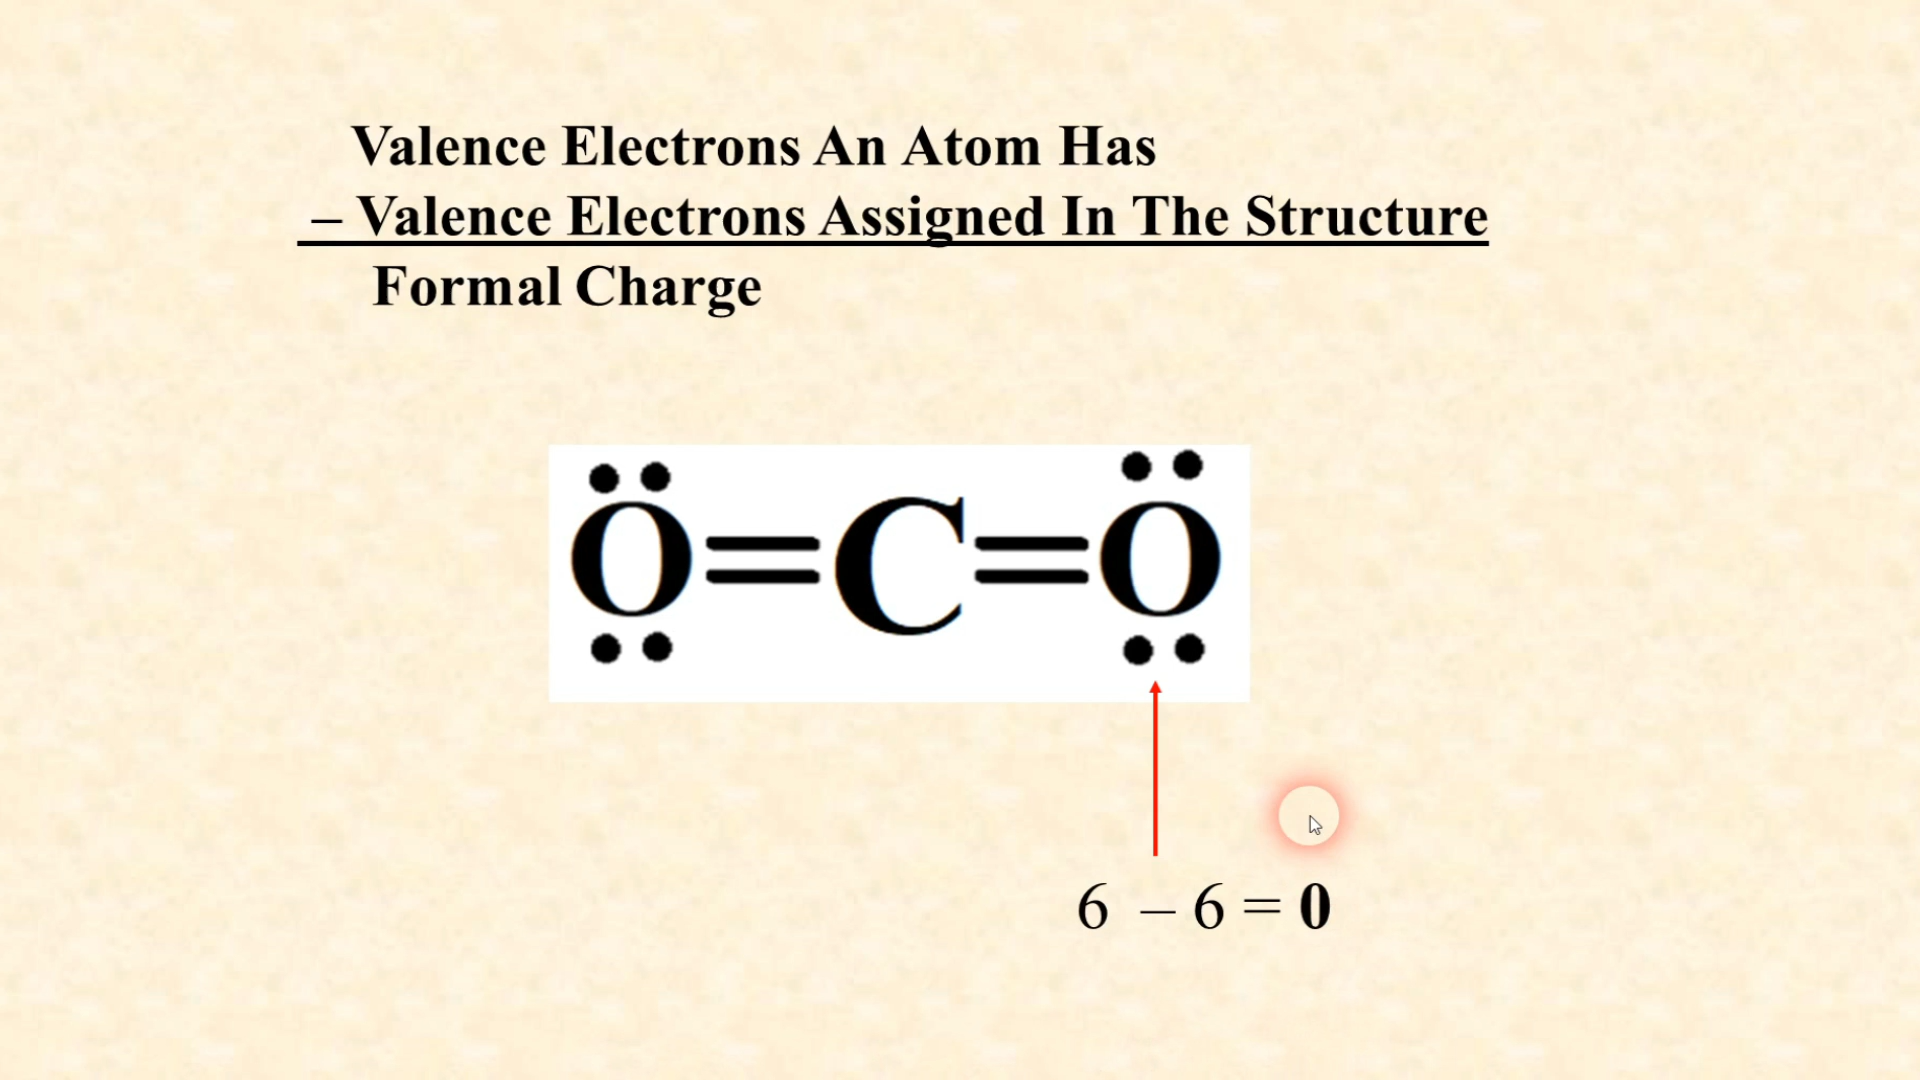 Valence Electrons An Atom Has
– Valence Electrons Assigned In The Structure
Formal Charge
O=C=O
6 – 6 = 0